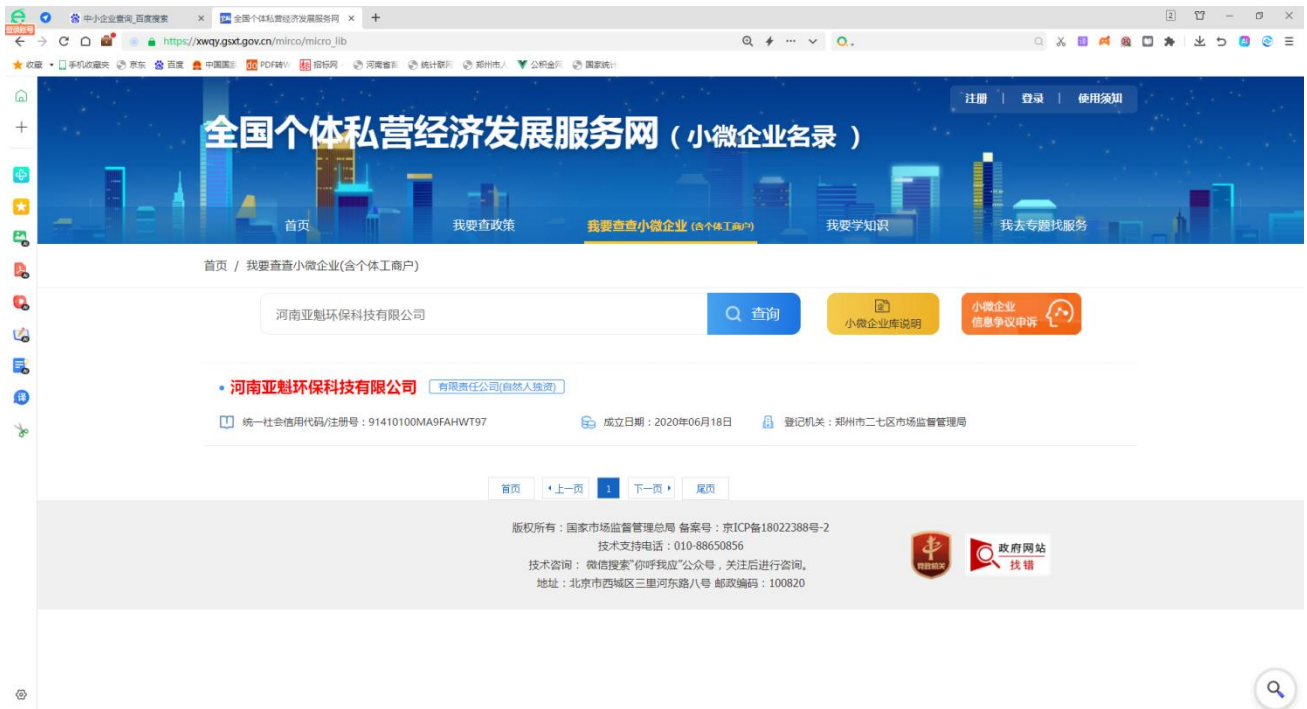 中小企业查询_百度搜索
全国个体私营经济发展服务网
2
登录账号
https://xwqy.gsxt.gov.cn/mirco/micro_lib
收藏 手机收藏夹 京东 百度 中国国 PDF转 招标网 河南省 统计联网 郑州市人 公积金 国家统计
注册 | 登录 | 使用须知
全国个体私营经济发展服务网（小微企业名录 ）
首页 我要查政策 我要查查小微企业 (含个体工商户) 我要学知识 我去专题找服务
首页 / 我要查查小微企业(含个体工商户)
河南亚魁环保科技有限公司 查询
小微企业库说明
小微企业
信息争议申诉
河南亚魁环保科技有限公司 有限责任公司(自然人独资)
统一社会信用代码/注册号：91410100MA9FAHWT97 成立日期：2020年06月18日 登记机关：郑州市二七区市场监督管理局
首页 上一页 1 下一页 尾页
版权所有：国家市场监督管理总局 备案号：京ICP备18022388号-2
技术支持电话：010-88650856
技术咨询： 微信搜索"你呼我应"公众号，关注后进行咨询。
地址：北京市西城区三里河东路八号 邮政编码：100820
党政机关
政府网站
找错
译